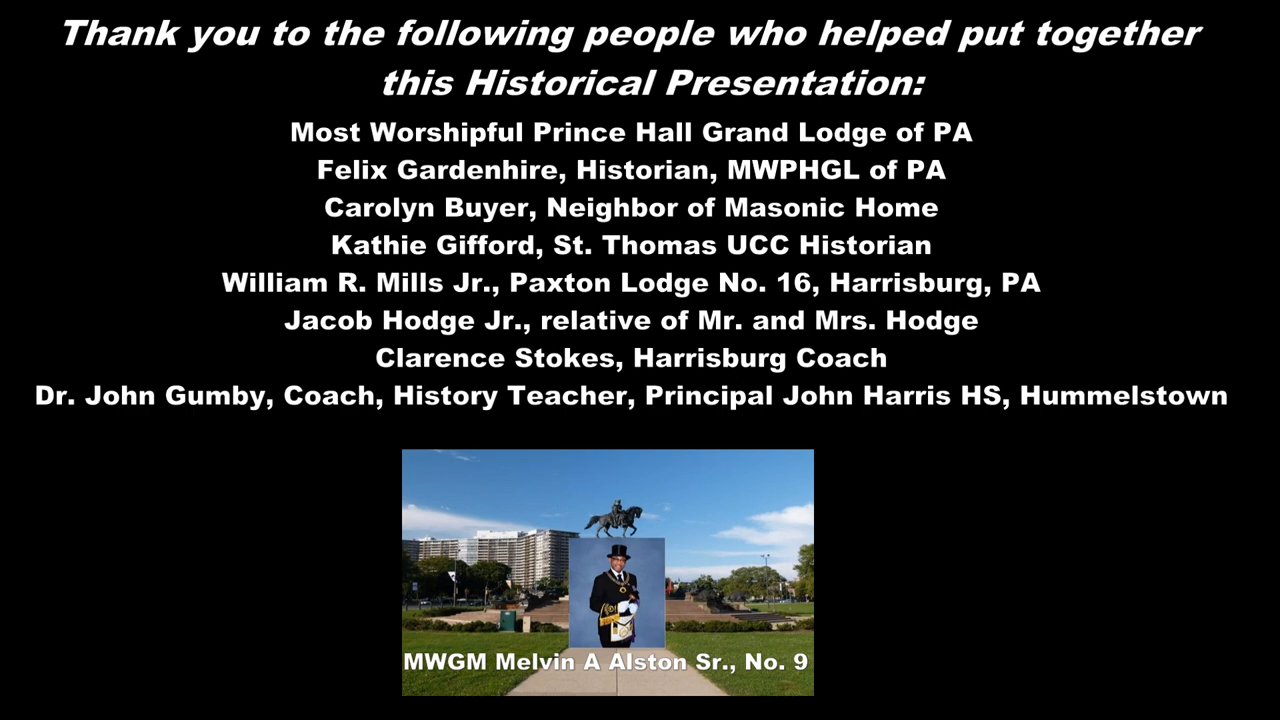 Thank you to the following people who helped put together
this Historical Presentation:
Most Worshipful Prince Hall Grand Lodge of PA
Felix Gardenhire, Historian, MWPHGL of PA
Carolyn Buyer, Neighbor of Masonic Home
Kathie Gifford, St. Thomas UCC Historian
William R. Mills Jr., Paxton Lodge No. 16, Harrisburg, PA
Jacob Hodge Jr., relative of Mr. and Mrs. Hodge
Clarence Stokes, Harrisburg Coach
Dr. John Gumby, Coach, History Teacher, Principal John Harris HS, Hummelstown
MWGM Melvin A Alston Sr., No. 9